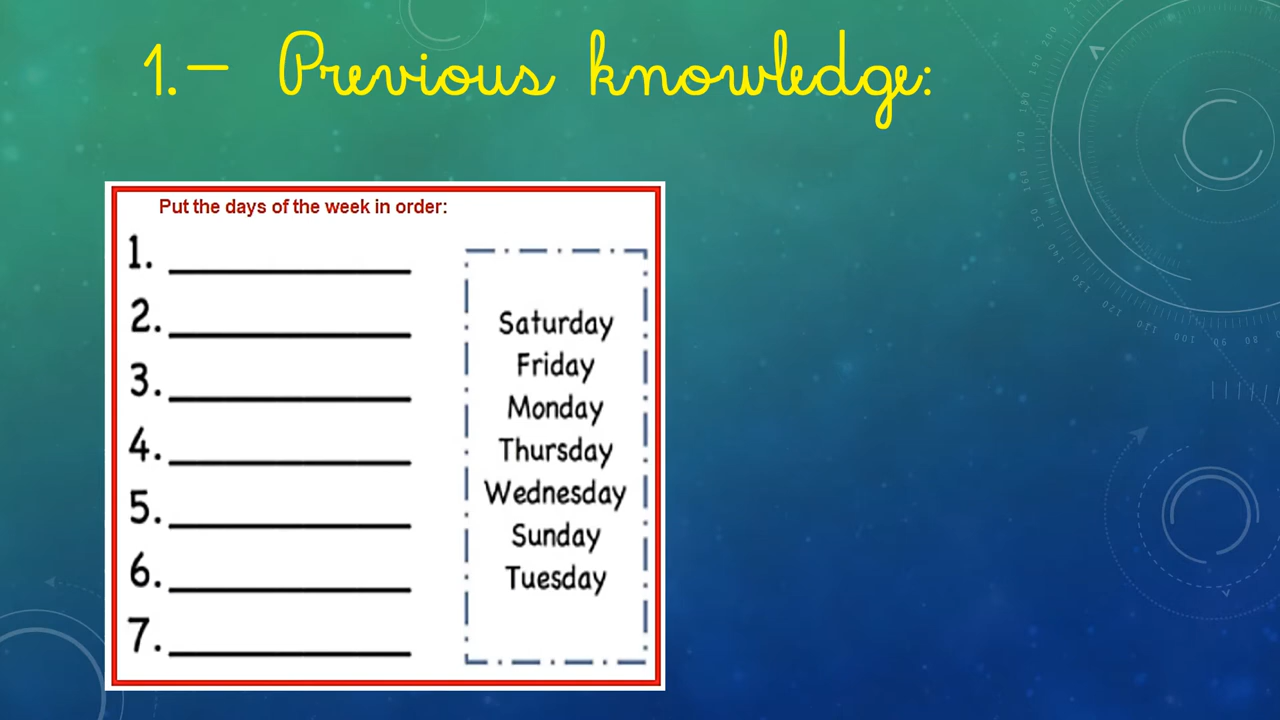 1.- Previous knowledge:
Put the days of the week in order:
1.
2.
3.
4.
5.
6.
7.
Saturday
Friday
Monday
Thursday
Wednesday
Sunday
Tuesday